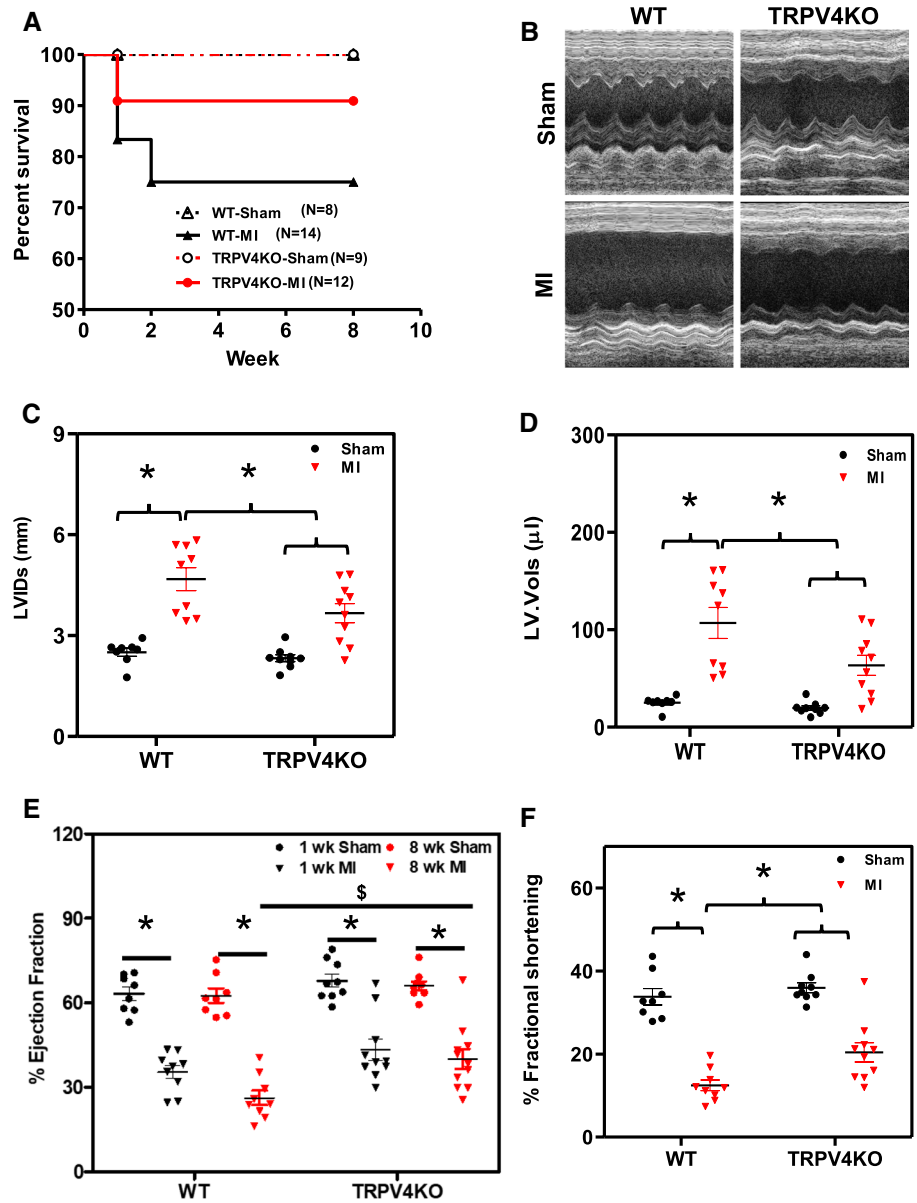 A
100
90
80
70
60
50
Percent survival
WT-Sham (N=8)
WT-MI (N=14)
TRPV4KO-Sham (N=9)
TRPV4KO-MI (N=12)
0 2 4 6 8 10
Week
B
WT TRPV4KO
Sham
MI
C
9
6
3
0
LVIDs (mm)
Sham
MI
* *
WT TRPV4KO
D
300
200
100
0
LV.Vols (μl)
Sham
MI
* *
WT TRPV4KO
E
120
90
60
30
0
% Ejection Fraction
1 wk Sham 8 wk Sham
1 wk MI 8 wk MI
$
* * * *
WT TRPV4KO
F
60
40
20
0
% Fractional shortening
Sham
MI
* *
WT TRPV4KO